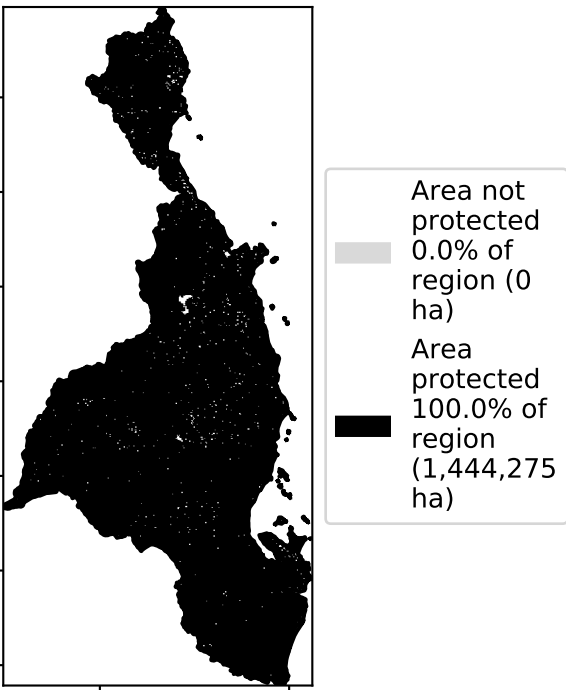 Area not
protected
0.0% of
region (0
ha)
Area
protected
100.0% of
region
(1,444,275
ha)